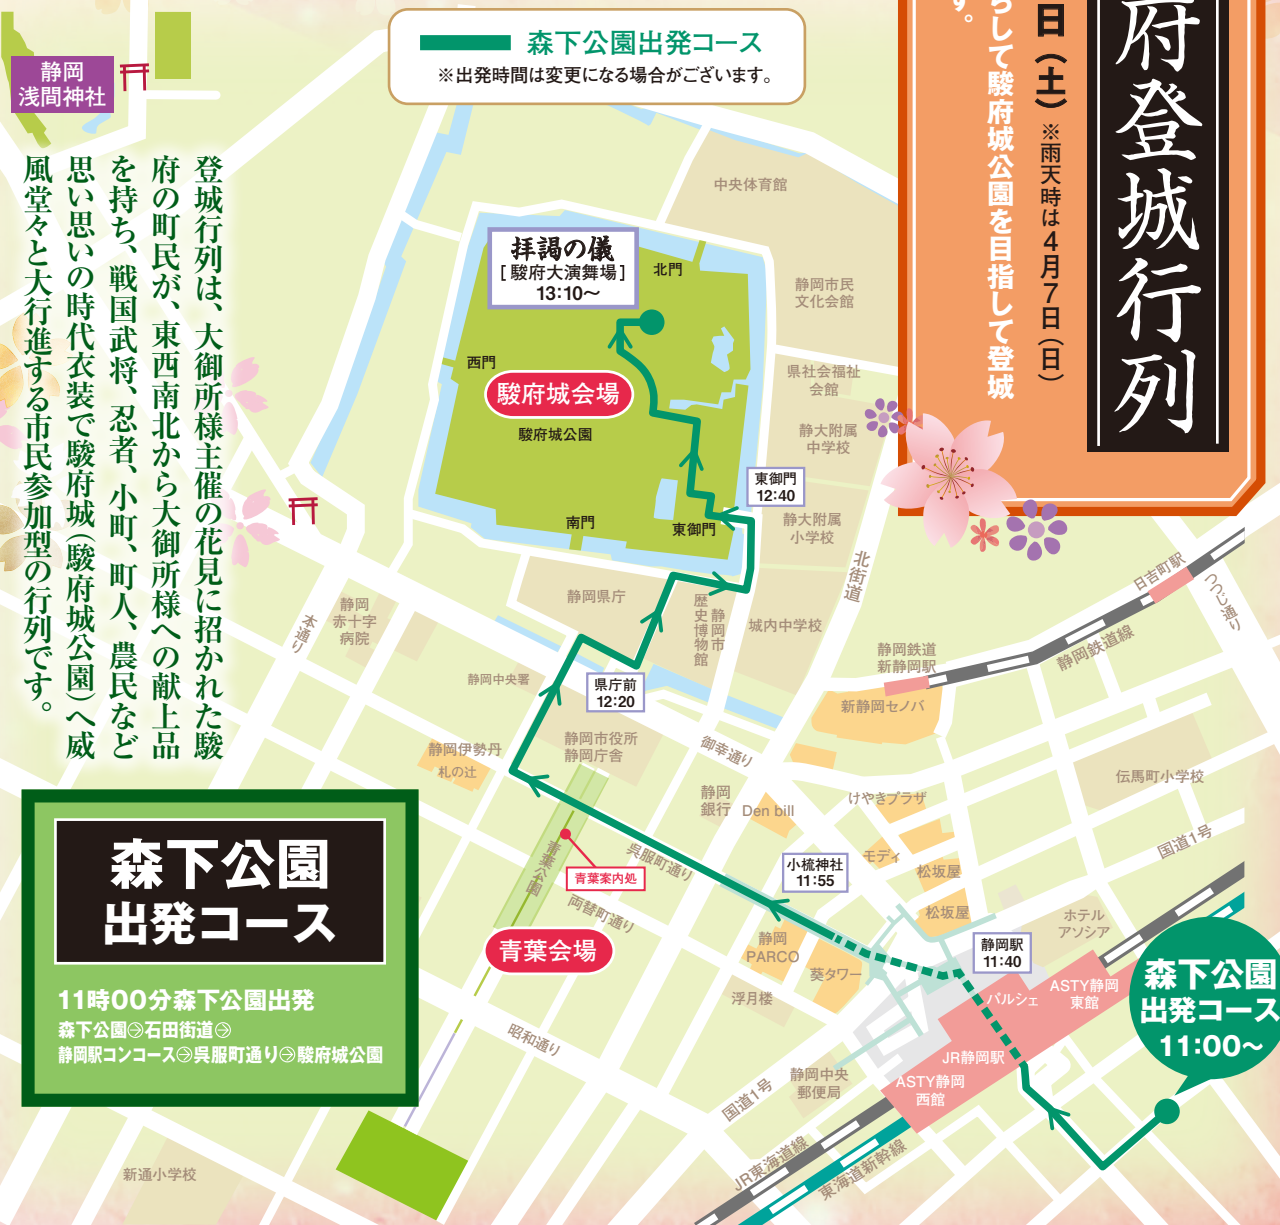 府登城行列
日（土）※雨天時は4月7日（日）
らして駿府城公園を目指して登城
す。
森下公園出発コース
※出発時間は変更になる場合がございます。
静岡
浅間神社
登城行列は、大御所様主催の花見に招かれた駿
府の町民が、東西南北から大御所様への献上品
を持ち、戦国武将、忍者、小町、町人、農民など
思い思いの時代衣装で駿府城（駿府城公園）へ威
風堂々と大行進する市民参加型の行列です。
中央体育館
拝謁の儀
[駿府大演舞場]
13:10〜
北門
静岡市民
文化会館
西門
駿府城会場
駿府城公園
県社会福祉
会館
静大附属
中学校
東御門
12:40
南門
東御門
静大附属
小学校
北街道
日吉町駅
つつじ通り
静岡県庁
静岡
赤十字
病院
本通り
静岡市
歴史博物館
城内中学校
静岡鉄道
新静岡駅
静岡鉄道線
静岡中央署
県庁前
12:20
新静岡セノバ
静岡伊勢丹
札の辻
静岡市役所
静岡庁舎
御幸通り
伝馬町小学校
静岡
銀行
Den bill
けやきプラザ
国道1号
青葉公園
呉服町通り
青葉案内処
小梳神社
11:55
モディ
松坂屋
松坂屋
両替町通り
青葉会場
静岡
PARCO
葵タワー
静岡駅
11:40
ホテル
アソシア
浮月楼
パルシェ
ASTY静岡
東館
森下公園
出発コース
11:00〜
昭和通り
JR静岡駅
国道1号
静岡中央
郵便局
ASTY静岡
西館
JR東海道線
東海道新幹線
新通小学校
森下公園
出発コース
11時00分森下公園出発
森下公園→石田街道→
静岡駅コンコース→呉服町通り→駿府城公園